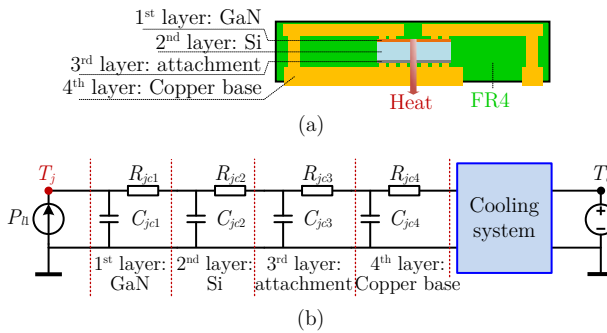 1st layer: GaN
2nd layer: Si
3rd layer: attachment
4th layer: Copper base
Heat
FR4
(a)
Tj
Rjc1
Rjc2
Rjc3
Rjc4
Pl1
Cjc1
Cjc2
Cjc3
Cjc4
Cooling
system
1st layer:
GaN
2nd layer:
Si
3rd layer:
attachment
4th layer:
Copper base
(b)